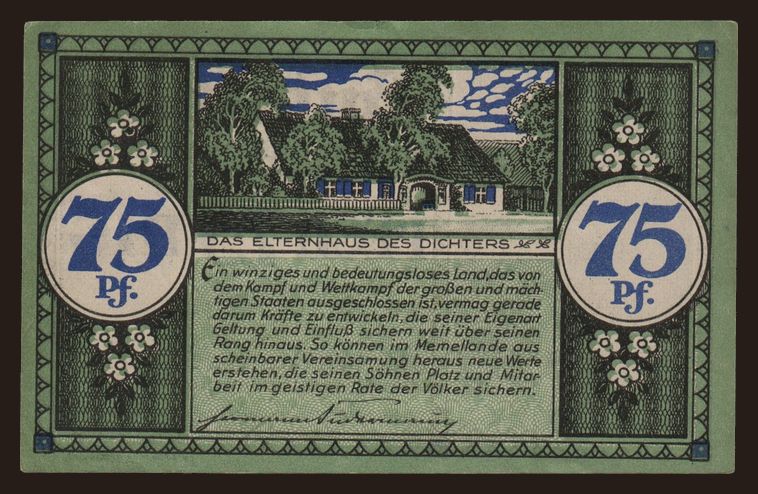 DAS ELTERNHAUS DES DICHTERS
75
Pf.
75
Pf.
Ein winziges und bedeutungsloses Land, das von
dem Kampf und Wettkampf der großen und mäch-
tigen Staaten ausgeschlossen ist, vermag gerade
darum Kräfte zu entwickeln, die seiner Eigenart
Geltung und Einfluß sichern weit über seinen
Rang hinaus. So können im Memellande aus
scheinbarer Vereinsamung heraus neue Werte
erstehen, die seinen Söhnen Platz und Mitar-
beit im geistigen Rate der Völker sichern.
Hermann Sudermann